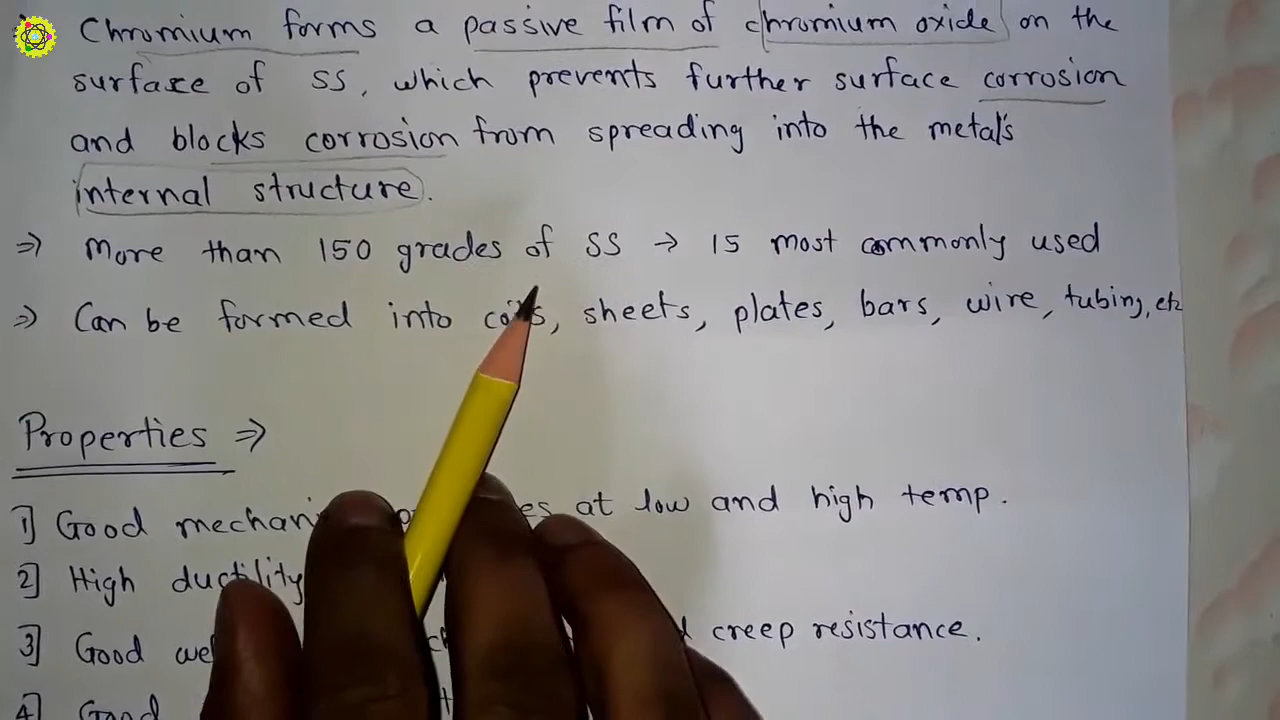 Chromium forms a passive film of chromium oxide on the
surface of SS, which prevents further surface corrosion
and blocks corrosion from spreading into the metal's
internal structure.
⇒ More than 150 grades of SS → 15 most commonly used
⇒ Can be formed into coils, sheets, plates, bars, wire, tubing, etc
Properties ⇒
1] Good at low and high temp.
2] High ductility
3] Good creep resistance.
4] Good